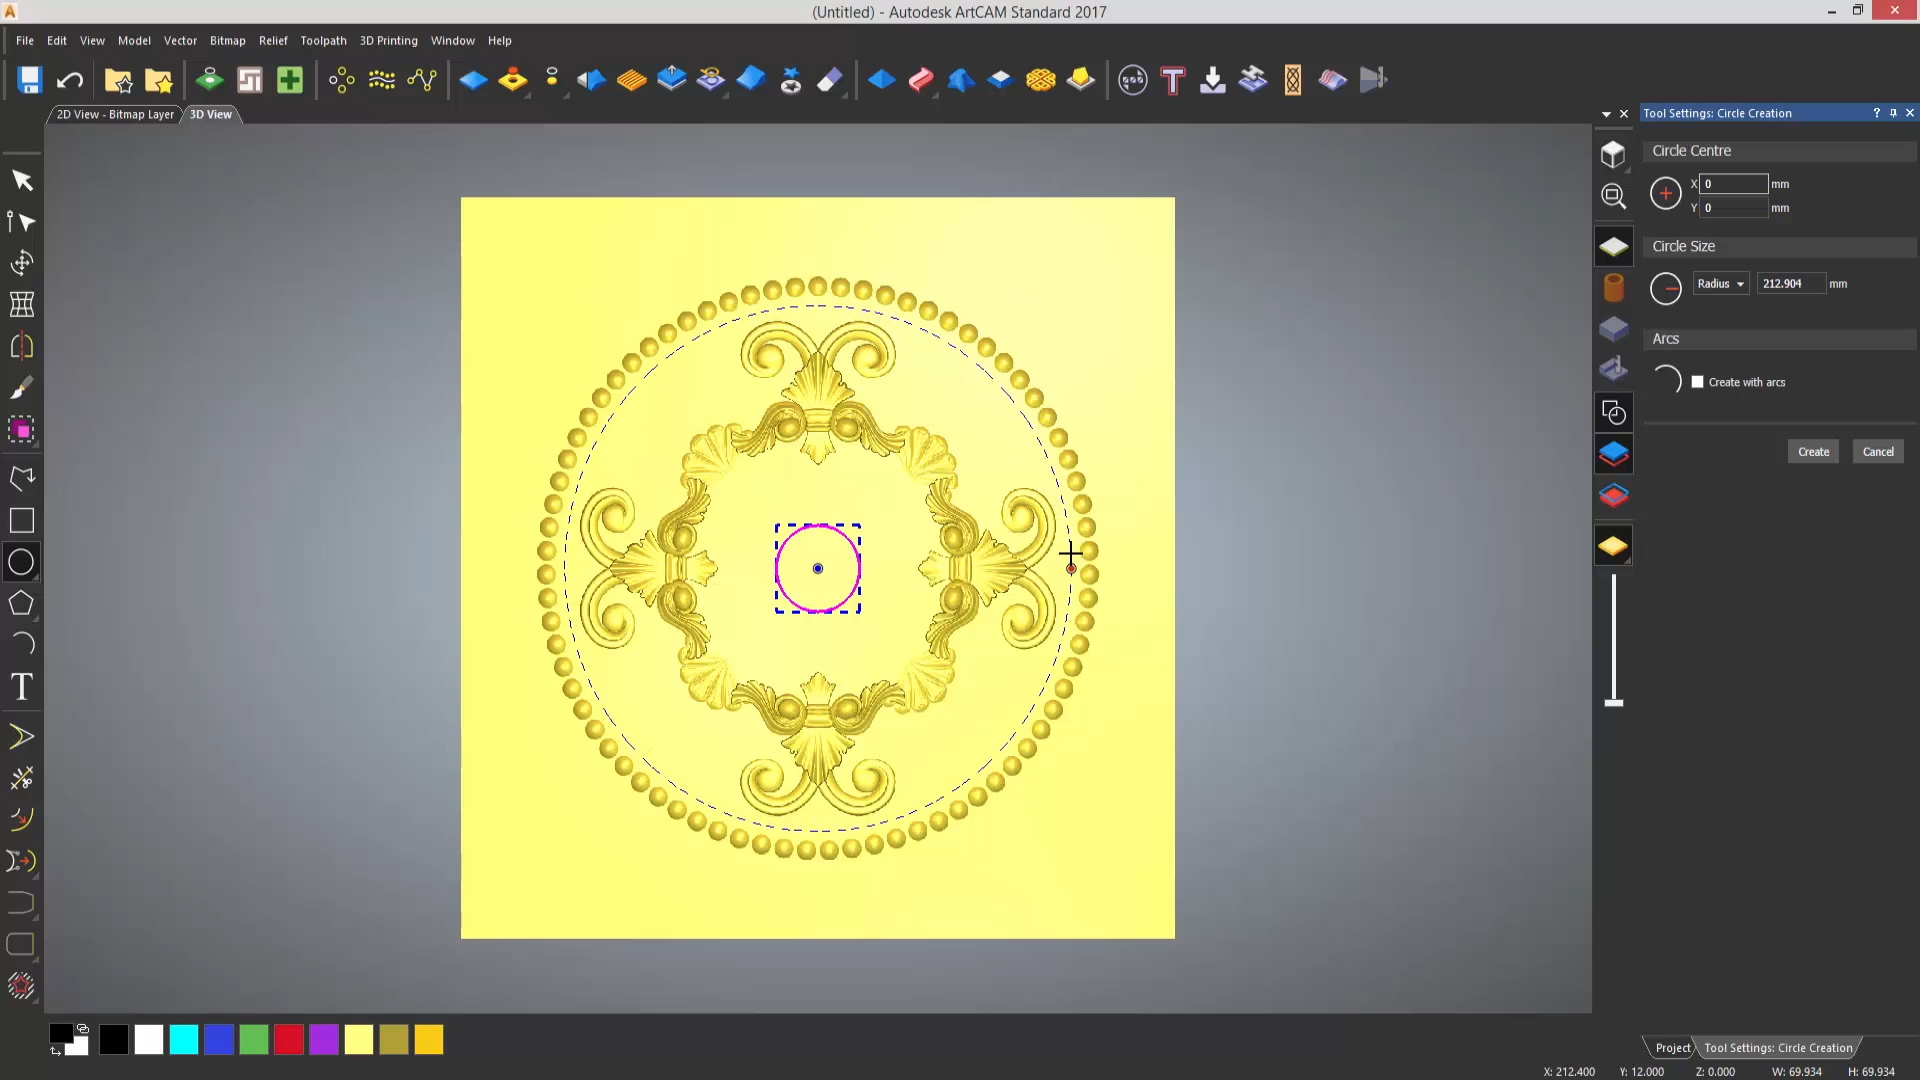 (Untitled) - Autodesk ArtCAM Standard 2017
File Edit View Model Vector Bitmap Relief Toolpath 3D Printing Window Help
2D View - Bitmap Layer 3D View
Tool Settings: Circle Creation
Circle Centre
X 0 mm
Y 0 mm
Circle Size
Radius 212.904 mm
Arcs
Create with arcs
Create Cancel
Project Tool Settings: Circle Creation
X: 212.400 Y: 12.000 Z: 0.000 W: 69.934 H: 69.934